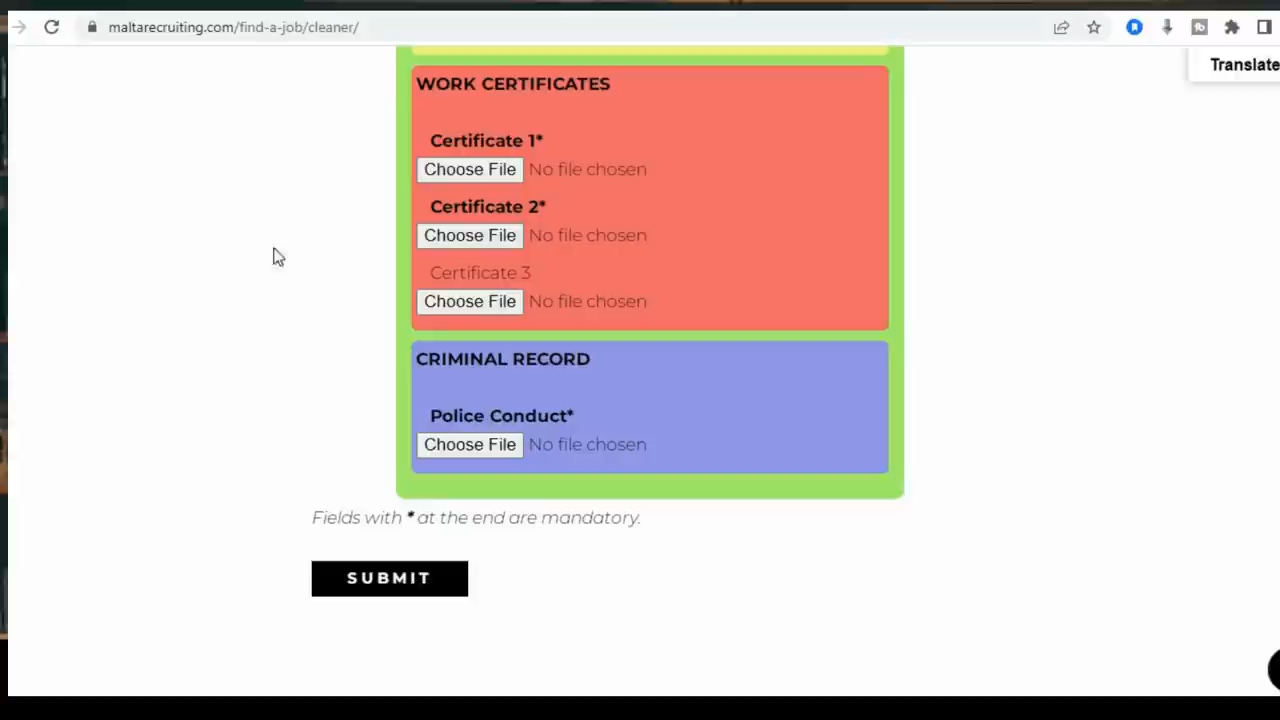 maltarecruiting.com/find-a-job/cleaner/
Translate
WORK CERTIFICATES
Certificate 1*
Choose File No file chosen
Certificate 2*
Choose File No file chosen
Certificate 3
Choose File No file chosen
CRIMINAL RECORD
Police Conduct*
Choose File No file chosen
Fields with * at the end are mandatory.
SUBMIT